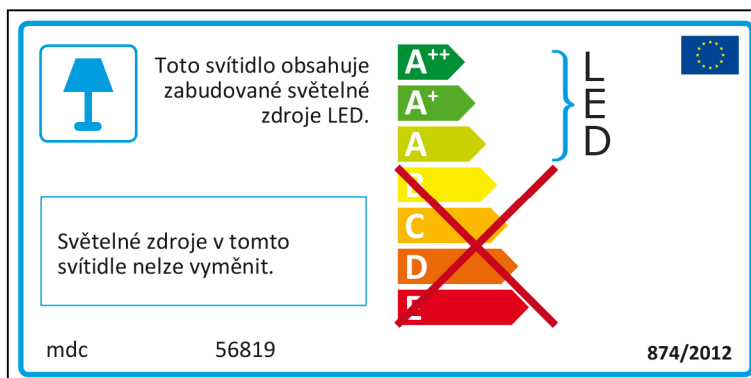 Toto svítidlo obsahuje
zabudované světelné
zdroje LED.
A++
A+
A
B
C
D
E
L
E
D
Světelné zdroje v tomto
svítidle nelze vyměnit.
mdc 56819
874/2012